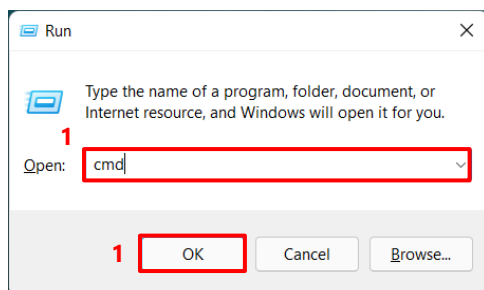 Run
Type the name of a program, folder, document, or
Internet resource, and Windows will open it for you.
1
Open: cmd
1 OK Cancel Browse...